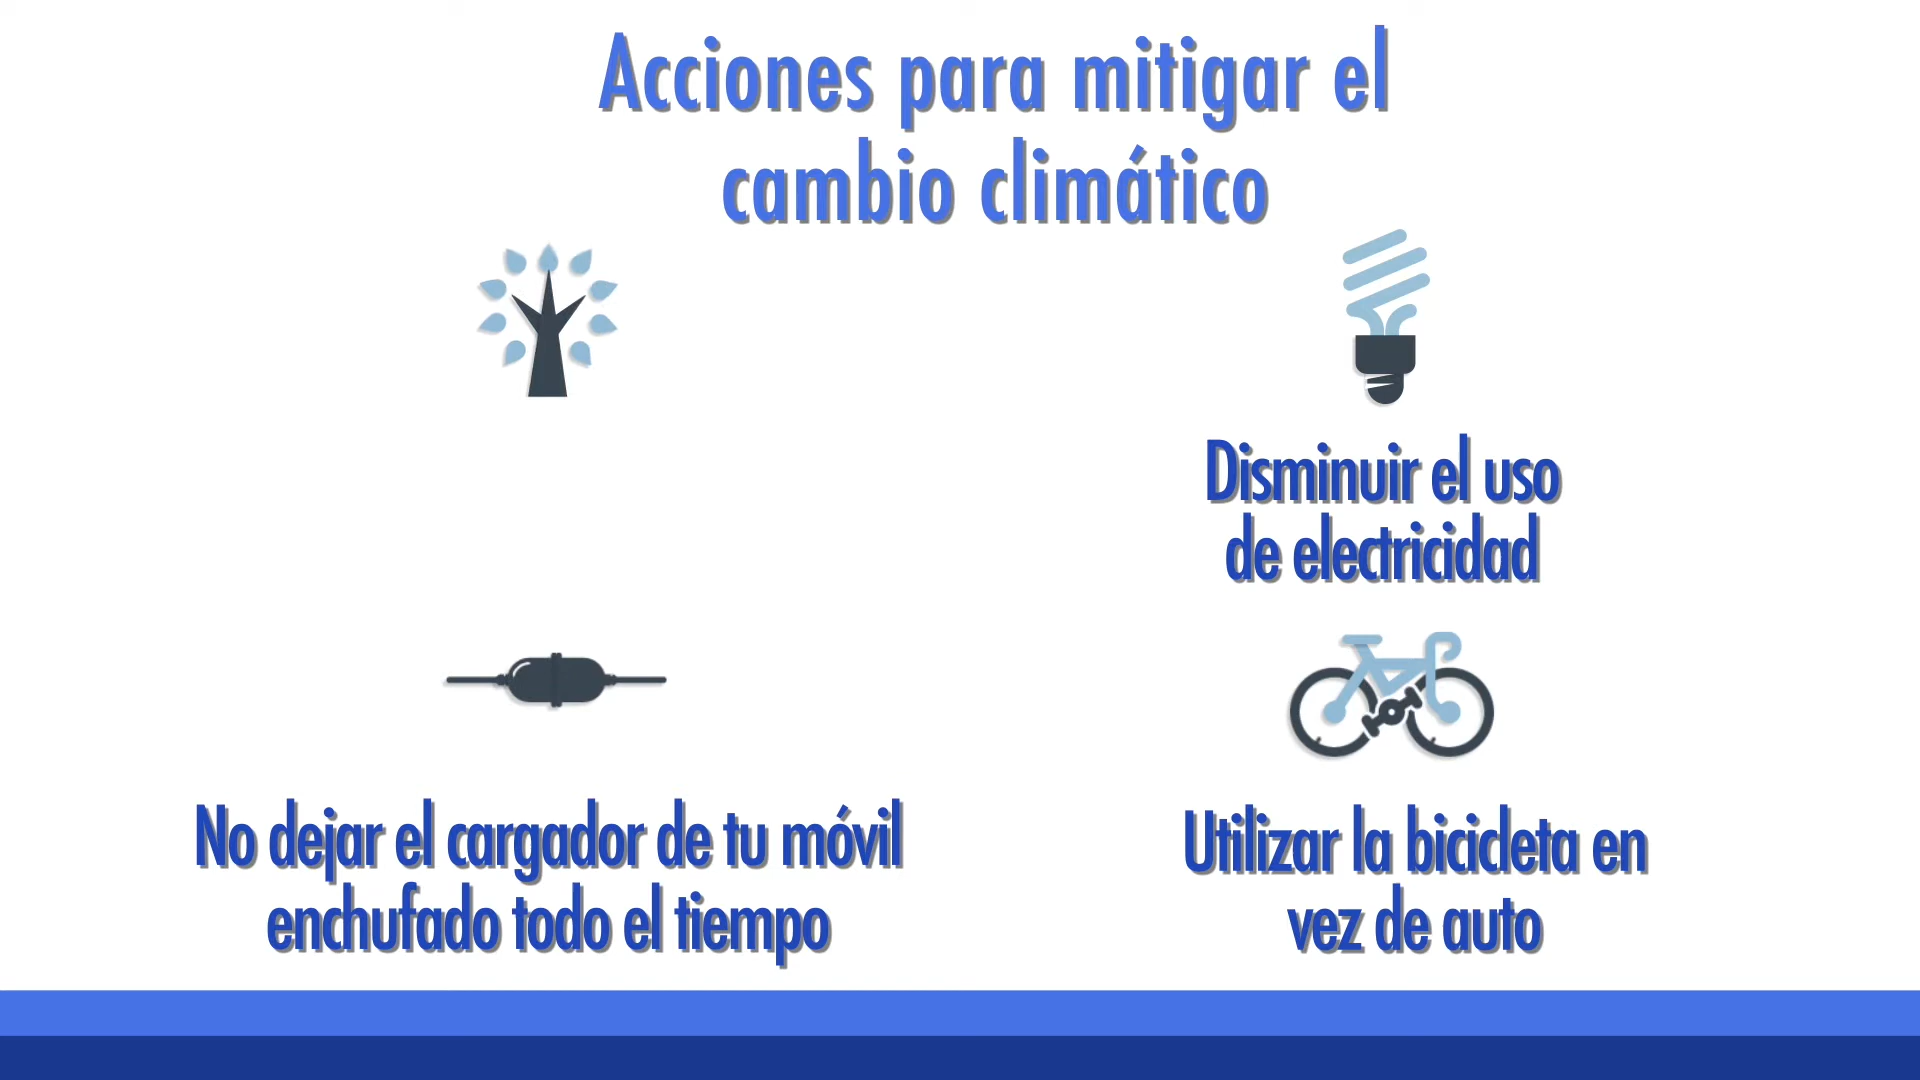 Acciones para mitigar el
cambio climático
Disminuir el uso
de electricidad
No dejar el cargador de tu móvil
enchufado todo el tiempo
Utilizar la bicicleta en
vez de auto